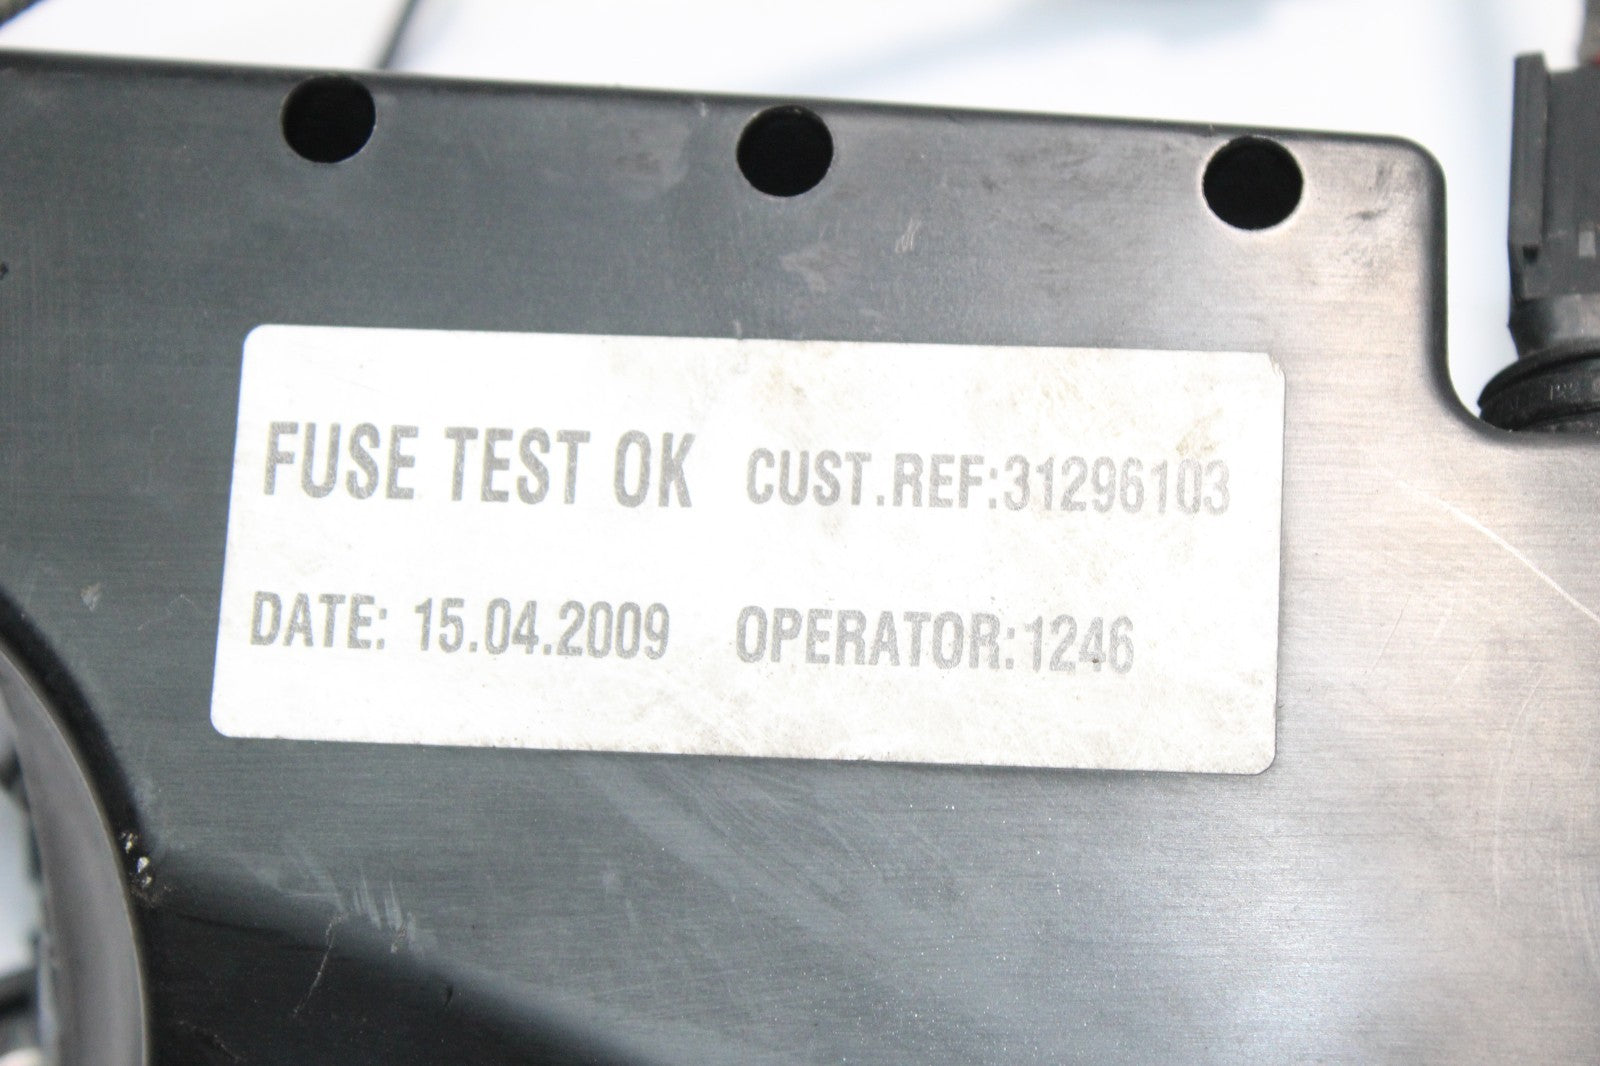 FUSE TEST OK CUST.REF:31296103
DATE: 15.04.2009 OPERATOR:1246